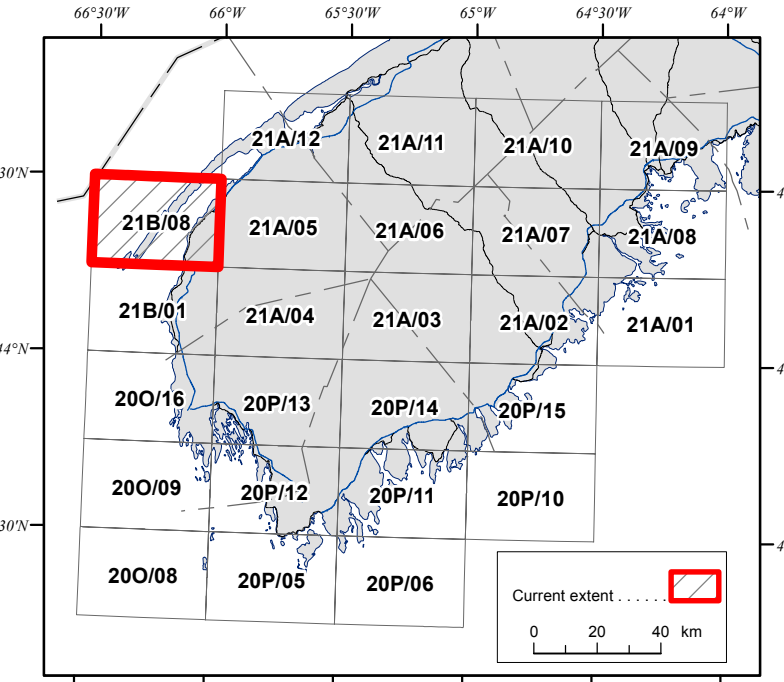 66°30'W 66°W 65°30'W 65°W 64°30'W 64°W
21A/12 21A/11 21A/10 21A/09
30'N
21B/08 21A/05 21A/06 21A/07 21A/08
21B/01 21A/04 21A/03 21A/02 21A/01
4°N
20O/16 20P/13 20P/14 20P/15
20O/09 20P/12 20P/11 20P/10
30'N
20O/08 20P/05 20P/06
Current extent . . . . . .
0 20 40 km